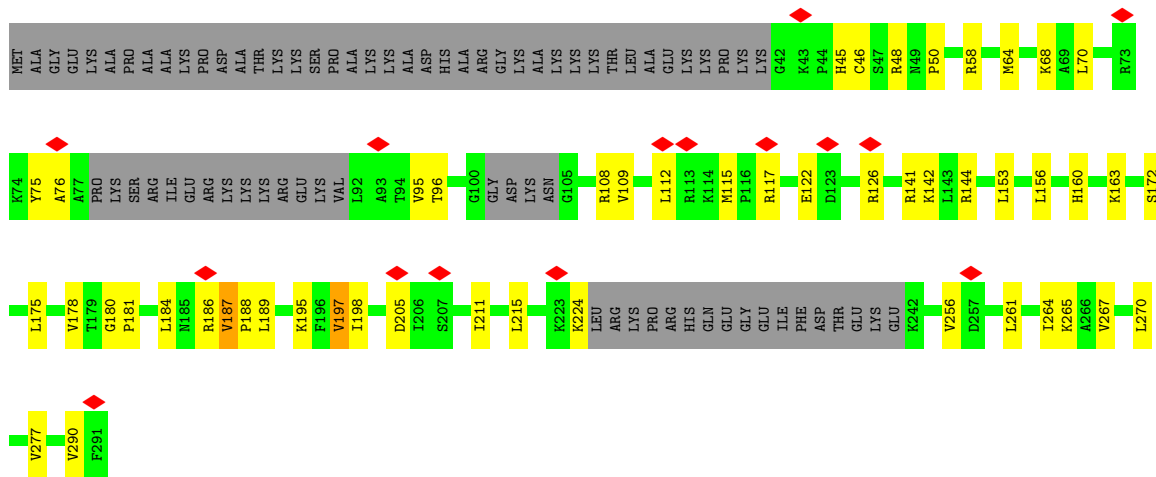 MET ALA GLY GLU LYS ALA PRO ALA ALA LYS PRO ASP ALA THR LYS LYS SER PRO ALA LYS LYS ALA ASP HIS ALA ARG GLY LYS ALA LYS LYS LYS THR LEU ALA GLU LYS LYS PRO LYS LYS G42 K43 P44 H45 C46 S47 R48 N49 P50 R58 M64 K68 A69 L70 R73
K74 Y75 A76 A77 PRO LYS SER ARG ILE GLU ARG LYS LYS LYS ARG GLU LYS VAL L92 A93 T94 V95 T96 G100 GLY ASP LYS ASN G105 R108 V109 L112 R113 K114 M115 P116 R117 E122 D123 R126 R141 K142 L143 R144 L153 L156 H160 K163 S172
L175 V178 T179 G180 P181 L184 N185 R186 V187 P188 L189 K195 F196 V197 I198 D205 I206 S207 I211 L215 K223 K224 LEU ARG LYS PRO ARG HIS GLN GLU GLY GLU ILE PHE ASP THR GLU LYS GLU K242 V256 D257 L261 I264 K265 A266 V267 L270
V277 V290 F291